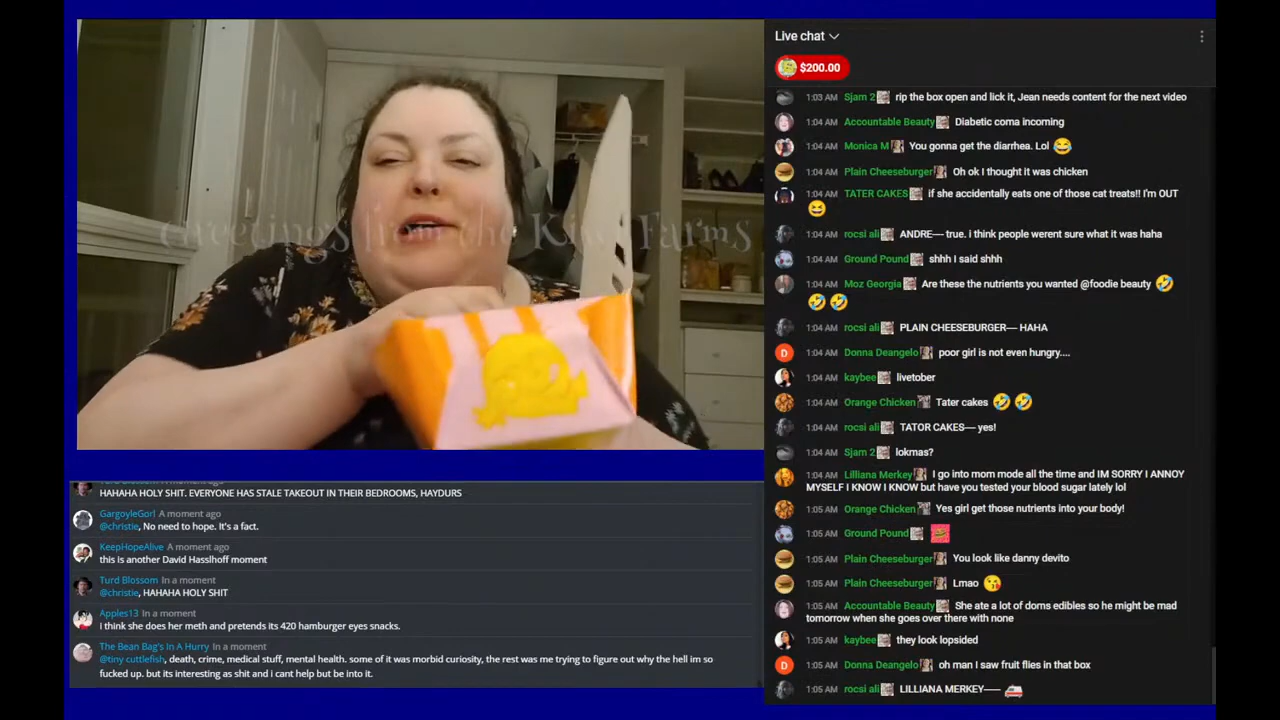 Greetings from the Kiwi Farms
HAHAHA HOLY SHIT. EVERYONE HAS STALE TAKEOUT IN THEIR BEDROOMS, HAYDURS
GargoyleGorl A moment ago
@christie, No need to hope. It's a fact.
KeepHopeAlive A moment ago
this is another David Hasslhoff moment
Turd Blossom In a moment
@christie, HAHAHA HOLY SHIT
Apples13 In a moment
I think she does her meth and pretends its 420 hamburger eyes snacks.
The Bean Bag's In A Hurry In a moment
@tiny cuttlefish, death, crime, medical stuff, mental health. some of it was morbid curiosity, the rest was me trying to figure out why the hell im so
fucked up. but its interesting as shit and I cant help but be into it.
Live chat
$200.00
1:03 AM Sjam 2 rip the box open and lick it, Jean needs content for the next video
1:04 AM Accountable Beauty Diabetic coma incoming
1:04 AM Monica M You gonna get the diarrhea. Lol 😂
1:04 AM Plain Cheeseburger Oh ok I thought it was chicken
1:04 AM TATER CAKES if she accidentally eats one of those cat treats!! I'm OUT
😆
1:04 AM rocsi ali ANDRE— true. i think people werent sure what it was haha
1:04 AM Ground Pound shhh I said shhh
1:04 AM Moz Georgia Are these the nutrients you wanted @foodie beauty 🤣
🤣🤣
1:04 AM rocsi ali PLAIN CHEESEBURGER— HAHA
D 1:04 AM Donna Deangelo poor girl is not even hungry....
1:04 AM kaybee livetober
1:04 AM Orange Chicken Tater cakes 🤣🤣
1:04 AM rocsi ali TATOR CAKES— yes!
1:04 AM Sjam 2 lokmas?
1:04 AM Lilliana Merkey I go into mom mode all the time and IM SORRY I ANNOY
MYSELF I KNOW I KNOW but have you tested your blood sugar lately lol
1:05 AM Orange Chicken Yes girl get those nutrients into your body!
1:05 AM Ground Pound
1:05 AM Plain Cheeseburger You look like danny devito
1:05 AM Plain Cheeseburger Lmao 😘
1:05 AM Accountable Beauty She ate a lot of doms edibles so he might be mad
tomorrow when she goes over there with none
1:05 AM kaybee they look lopsided
D 1:05 AM Donna Deangelo oh man I saw fruit flies in that box
1:05 AM rocsi ali LILLIANA MERKEY—– 🚑